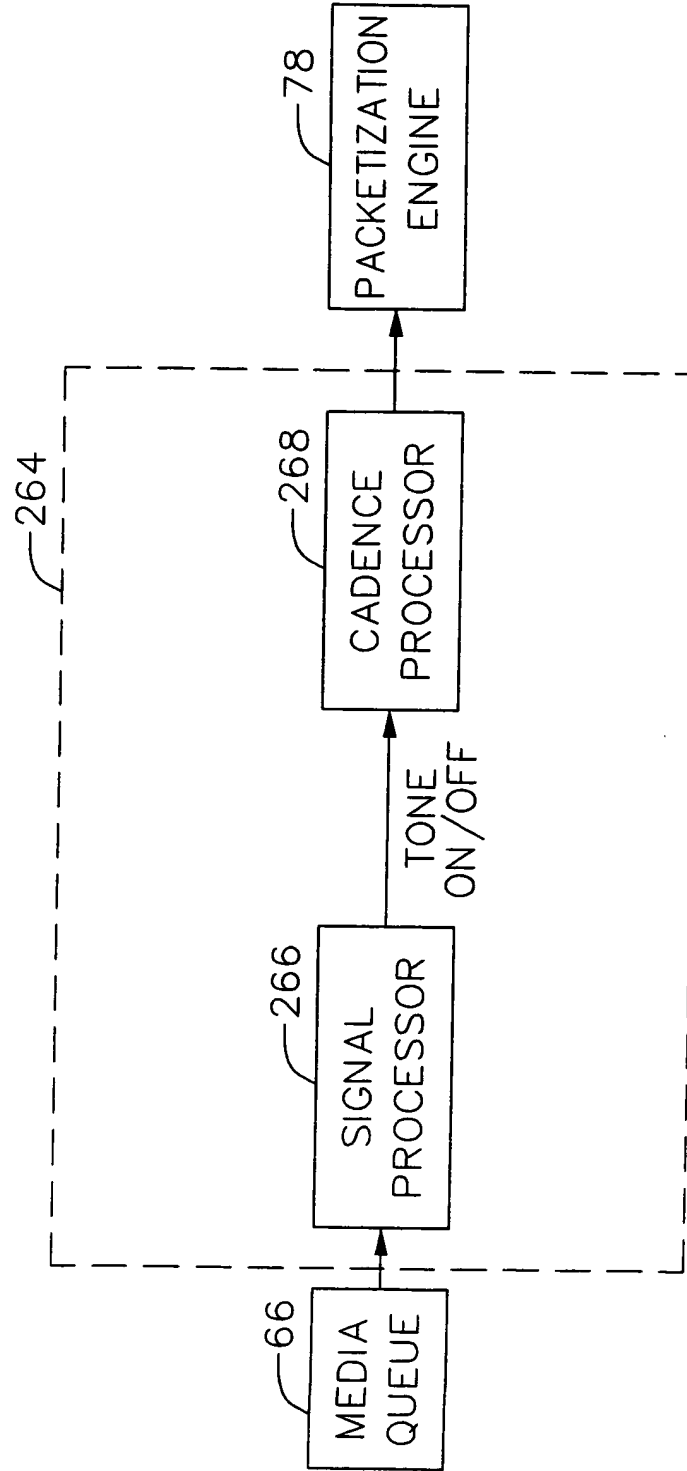 264
66
MEDIA
QUEUE
266
SIGNAL
PROCESSOR
TONE
ON/OFF
268
CADENCE
PROCESSOR
78
PACKETIZATION
ENGINE